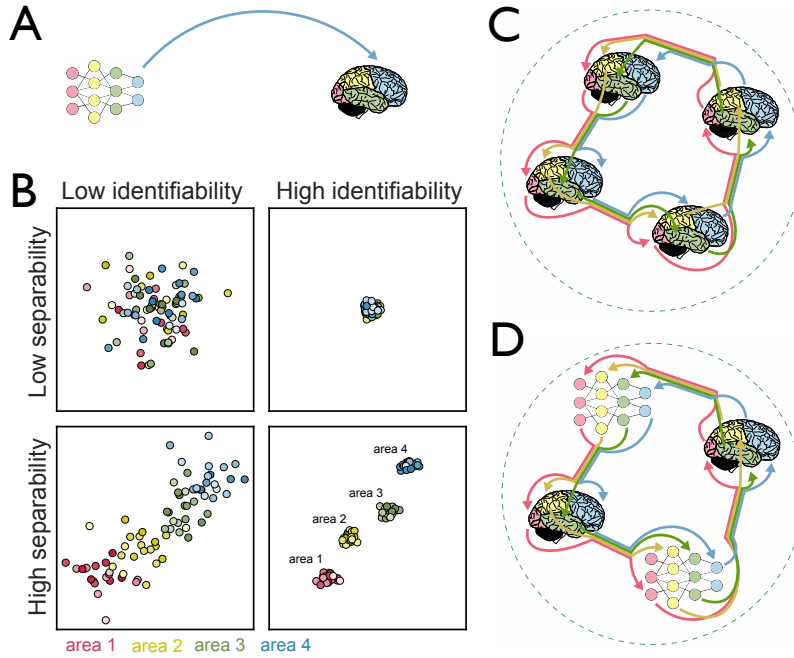 A
B
Low identifiability
High identifiability
Low separability
High separability
area 4
area 3
area 2
area 1
area 1 area 2 area 3 area 4
C
D